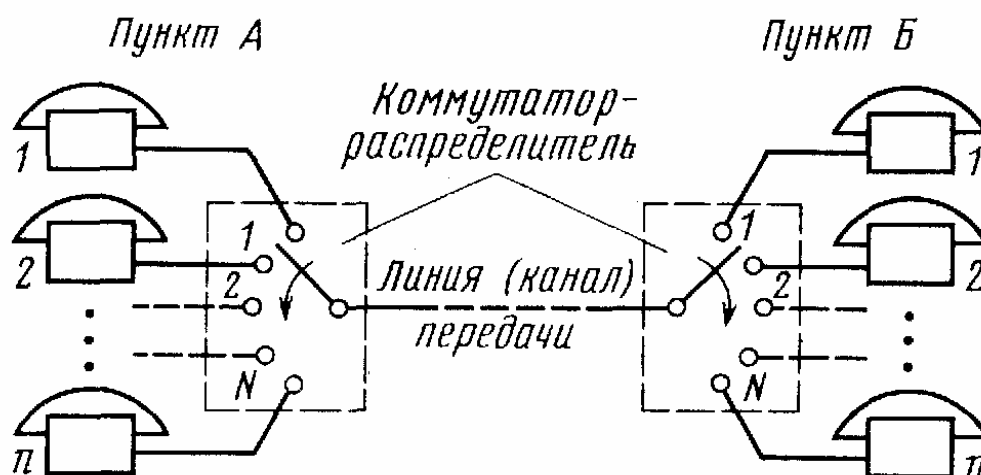 Пункт А
Пункт Б
Коммутатор-
распределитель
1
1
1
1
2
2
2
2
Линия (канал)
передачи
N
N
п
п